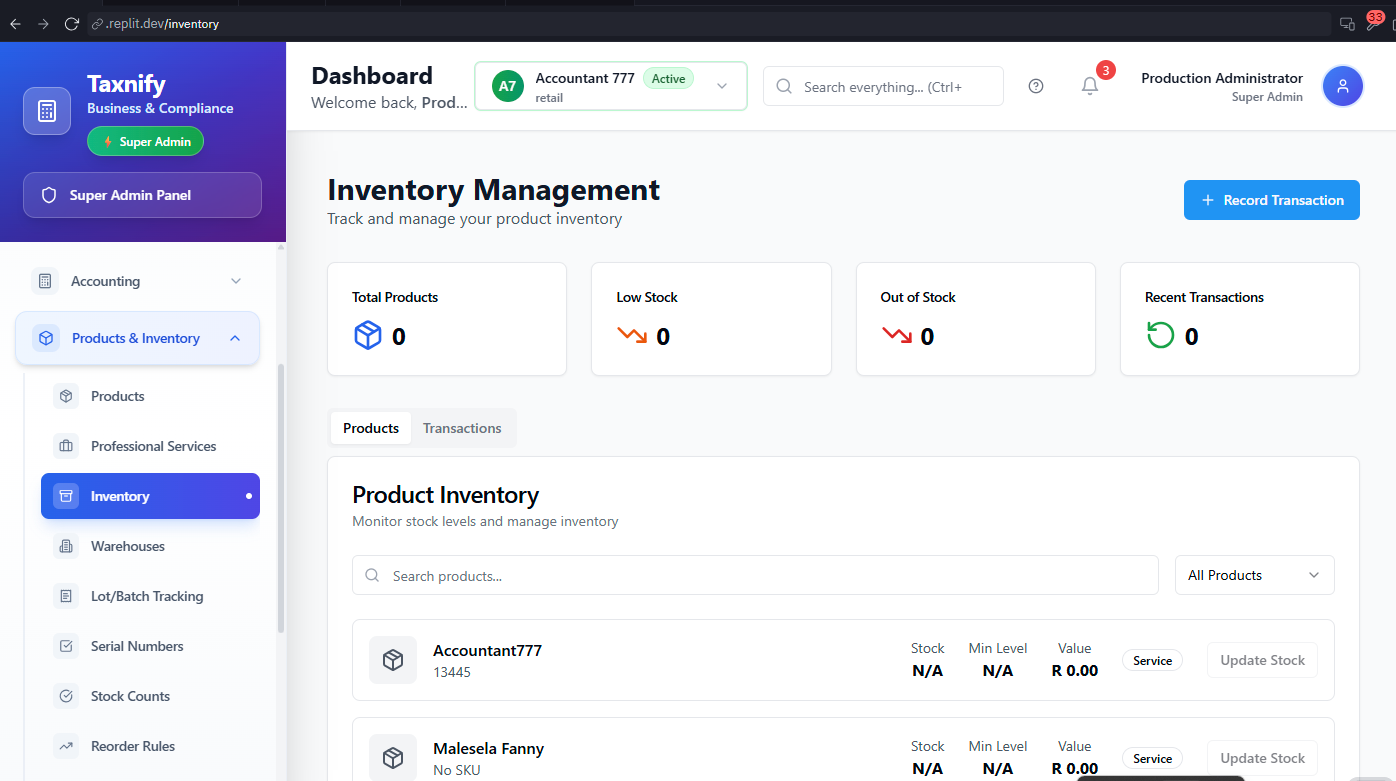 .replit.dev/inventory
33
Taxnify
Business & Compliance
Super Admin
Super Admin Panel
Accounting
Products & Inventory
Products
Professional Services
Inventory
Warehouses
Lot/Batch Tracking
Serial Numbers
Stock Counts
Reorder Rules
Dashboard
Welcome back, Prod...
A7
Accountant 777 Active
retail
Search everything... (Ctrl+
3
Production Administrator
Super Admin
Inventory Management
Track and manage your product inventory
Record Transaction
Total Products
0
Low Stock
0
Out of Stock
0
Recent Transactions
0
Products Transactions
Product Inventory
Monitor stock levels and manage inventory
Search products...
All Products
Accountant777
13445
Stock Min Level Value
N/A N/A R 0.00
Service
Update Stock
Malesela Fanny
No SKU
Stock Min Level Value
N/A N/A R 0.00
Service
Update Stock